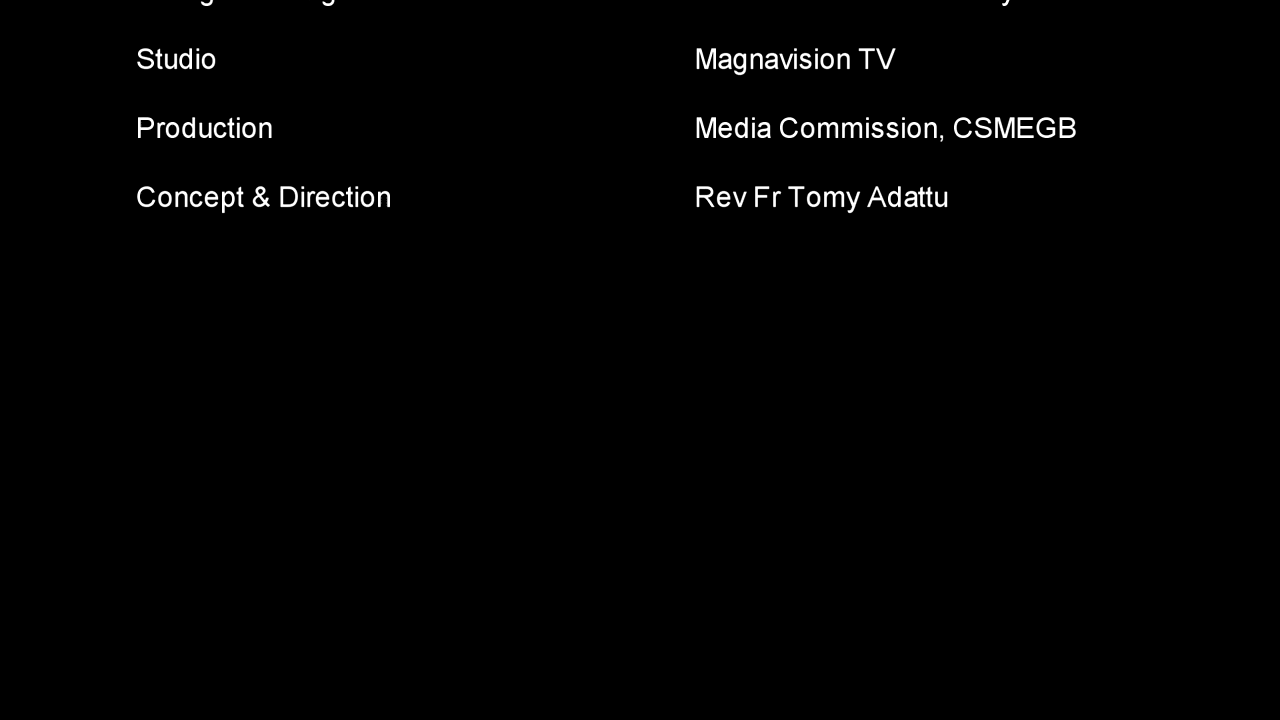 Studio Magnavision TV
Production Media Commission, CSMEGB
Concept & Direction Rev Fr Tomy Adattu